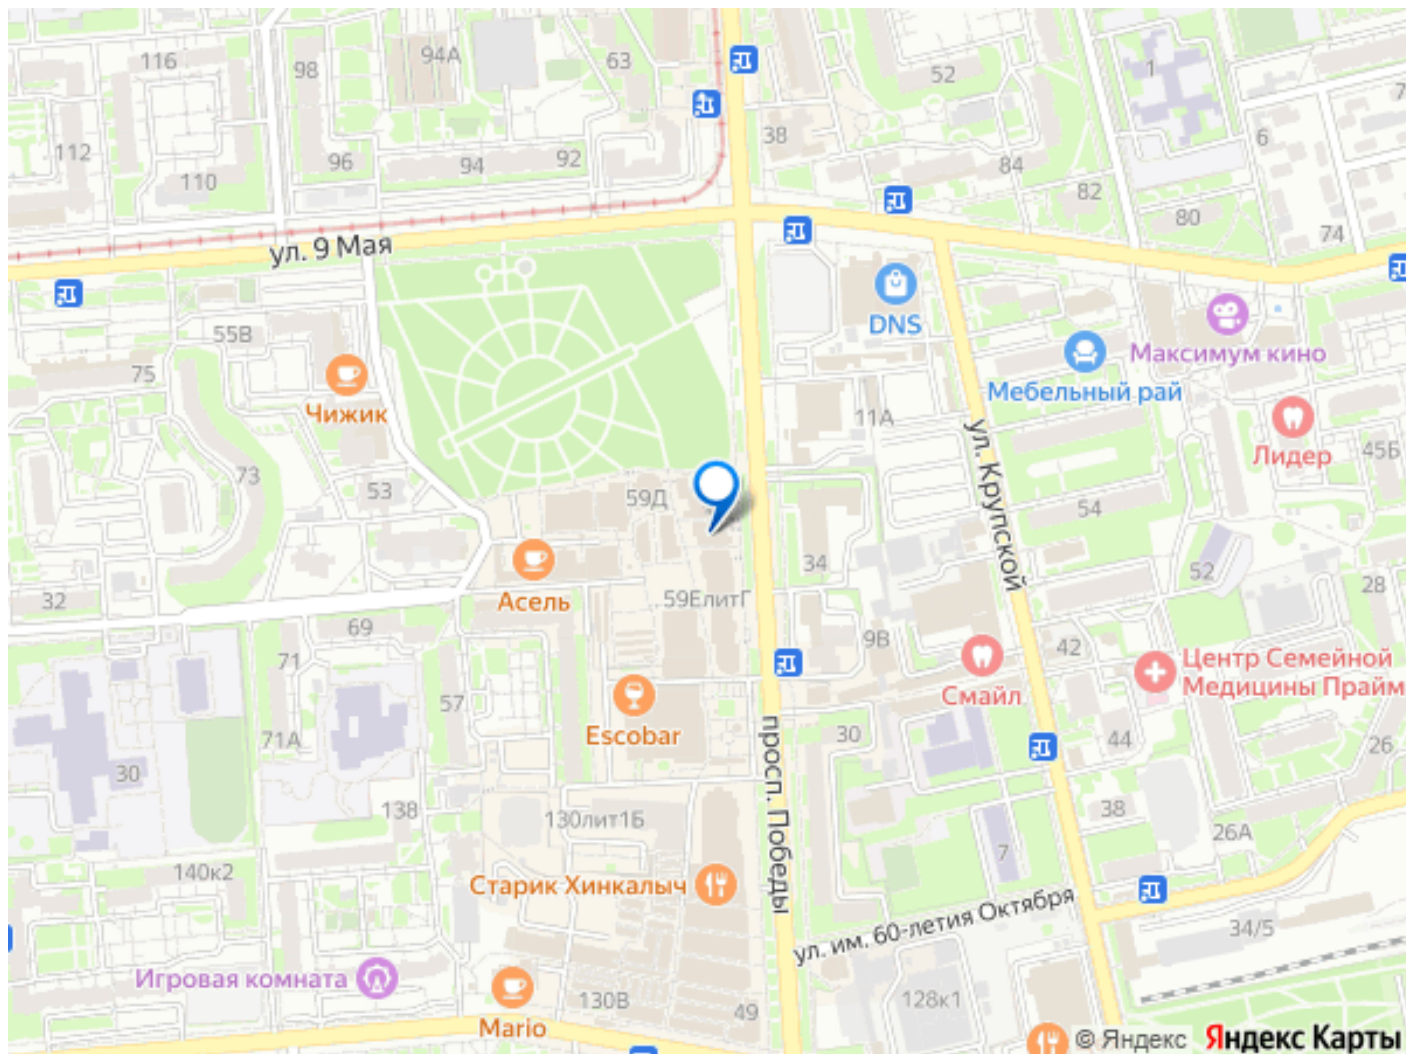 116
98
94А
63
52
1
7
38
6
112
96
94
92
84
110
82
80
74
ул. 9 Мая
DNS
55В
Максимум кино
75
Чижик
Мебельный рай
11А
ул. Крупской
45Б
Лидер
73
53
59Д
54
34
52
32
Асель
59ЕлитГ
28
69
9В
42
71
Смайл
Центр Семейной
Медицины Прайм
57
Escobar
71А
30
44
26
30
просп. Победы
138
130лит1Б
38
26А
7
140к2
Старик Хинкалыч
ул. им. 60-летия Октября
34/5
Игровая комната
130В
49
128к1
Mario
© Яндекс Яндекс Карты